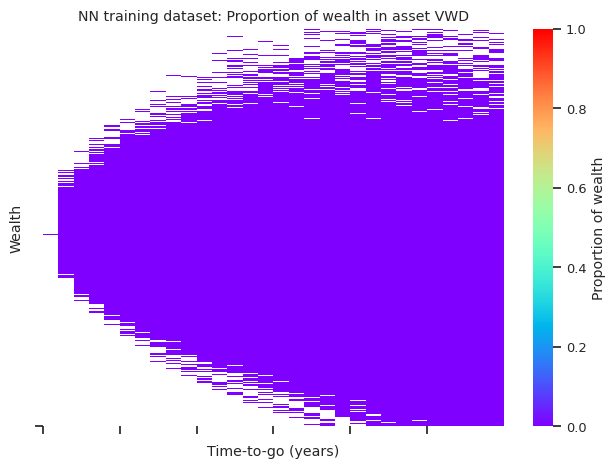 NN training dataset: Proportion of wealth in asset VWD
1.0
0.8
0.6
0.4
0.2
0.0
Proportion of wealth
Wealth
Time-to-go (years)